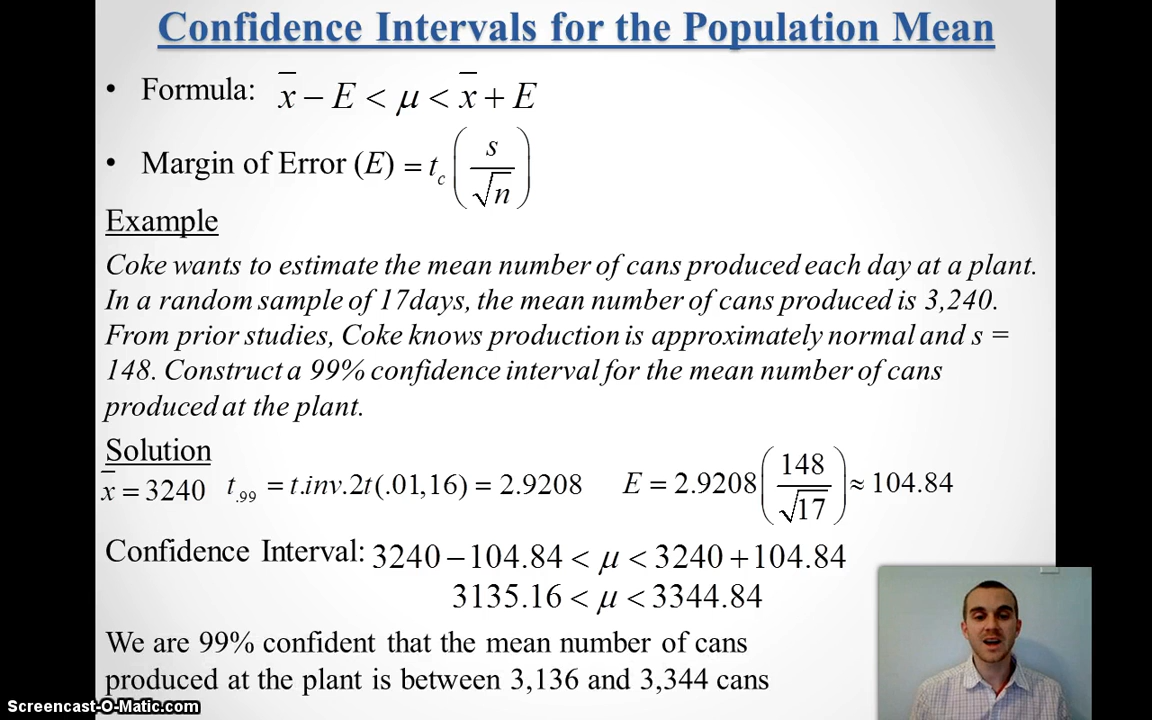 Confidence Intervals for the Population Mean
• Formula: x̄ − E < μ < x̄ + E
• Margin of Error (E) = t_c (s/√n)
Example
Coke wants to estimate the mean number of cans produced each day at a plant.
In a random sample of 17days, the mean number of cans produced is 3,240.
From prior studies, Coke knows production is approximately normal and s =
148. Construct a 99% confidence interval for the mean number of cans
produced at the plant.
Solution
x̄ = 3240 t.99 = t.inv.2t(.01,16) = 2.9208 E = 2.9208(148/√17) ≈ 104.84
Confidence Interval: 3240 − 104.84 < μ < 3240 + 104.84
3135.16 < μ < 3344.84
We are 99% confident that the mean number of cans
produced at the plant is between 3,136 and 3,344 cans
Screencast-O-Matic.com